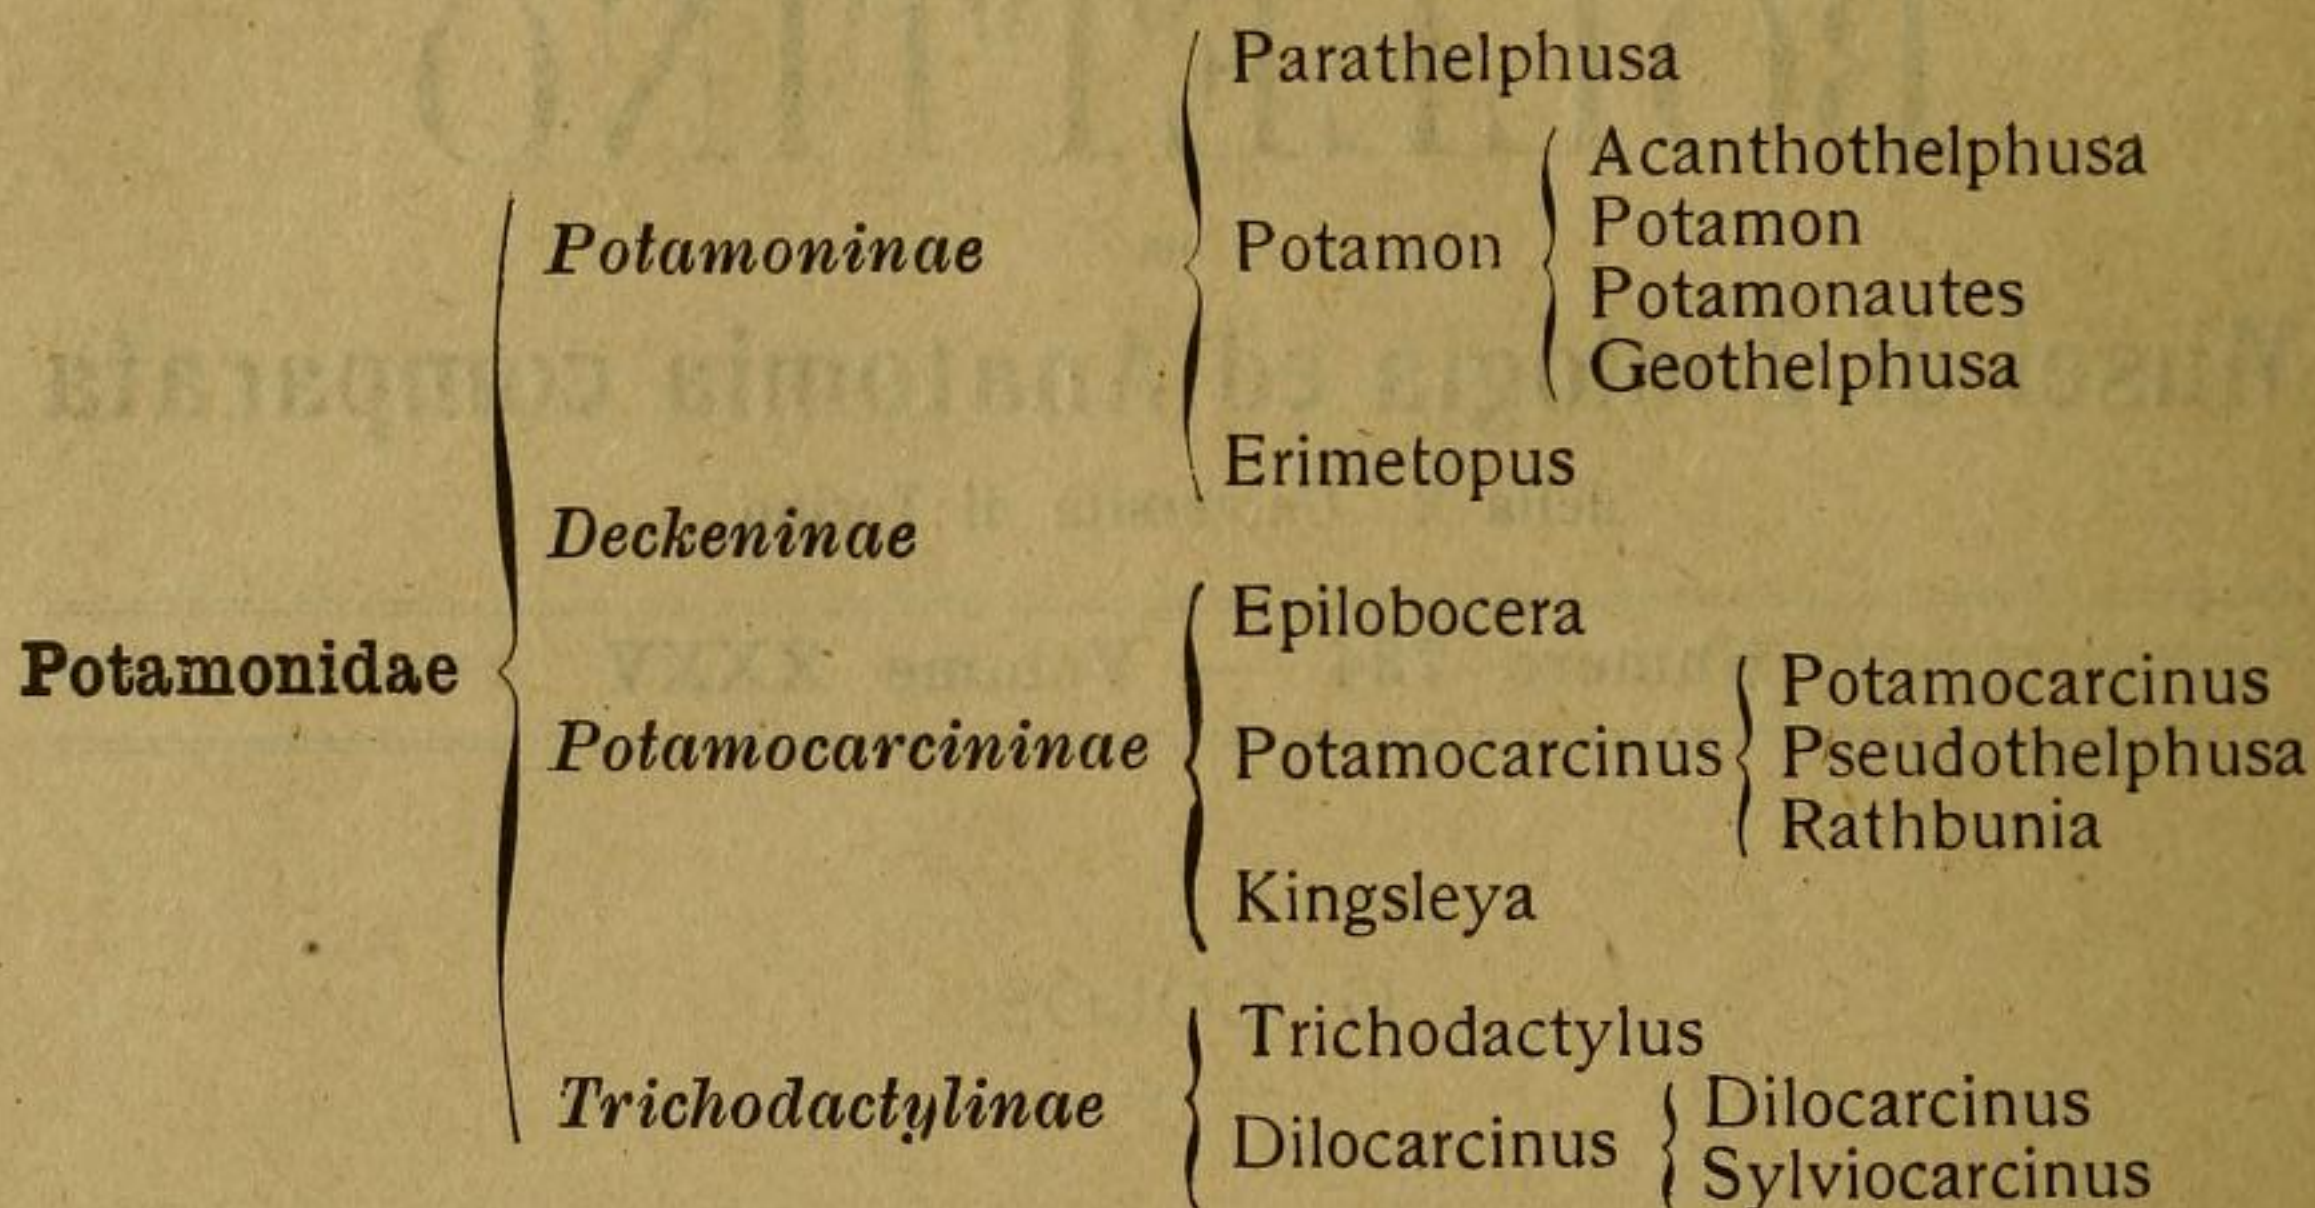 Parathelphusa
Acanthothelphusa
Potamon
Potamoninae
Potamon
Potamonautes
Geothelphusa
Erimetopus
Deckeninae
Epilobocera
Potamonidae
Potamocarcinus
Potamocarcininae
Potamocarcinus
Pseudothelphusa
Rathbunia
Kingsleya
Trichodactylus
Trichodactylinae
Dilocarcinus
Dilocarcinus
Sylviocarcinus